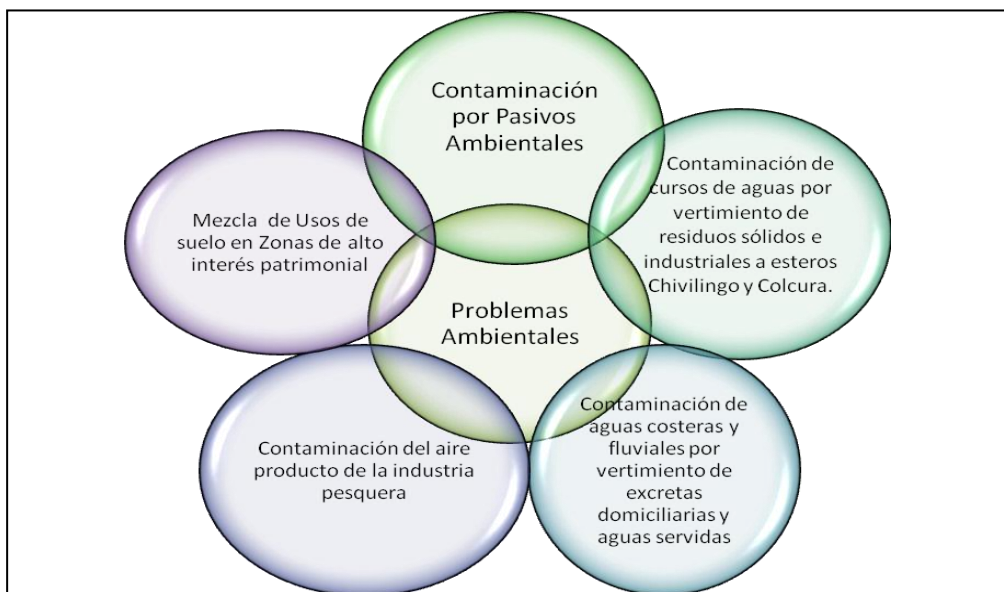 Contaminación
por Pasivos
Ambientales
Contaminación de
cursos de aguas por
vertimiento de
residuos sólidos e
industriales a esteros
Chivilingo y Colcura.
Mezcla de Usos de
suelo en Zonas de alto
interés patrimonial
Problemas
Ambientales
Contaminación de
aguas costeras y
fluviales por
vertimiento de
excretas
domiciliarias y
aguas servidas
Contaminación del aire
producto de la industria
pesquera